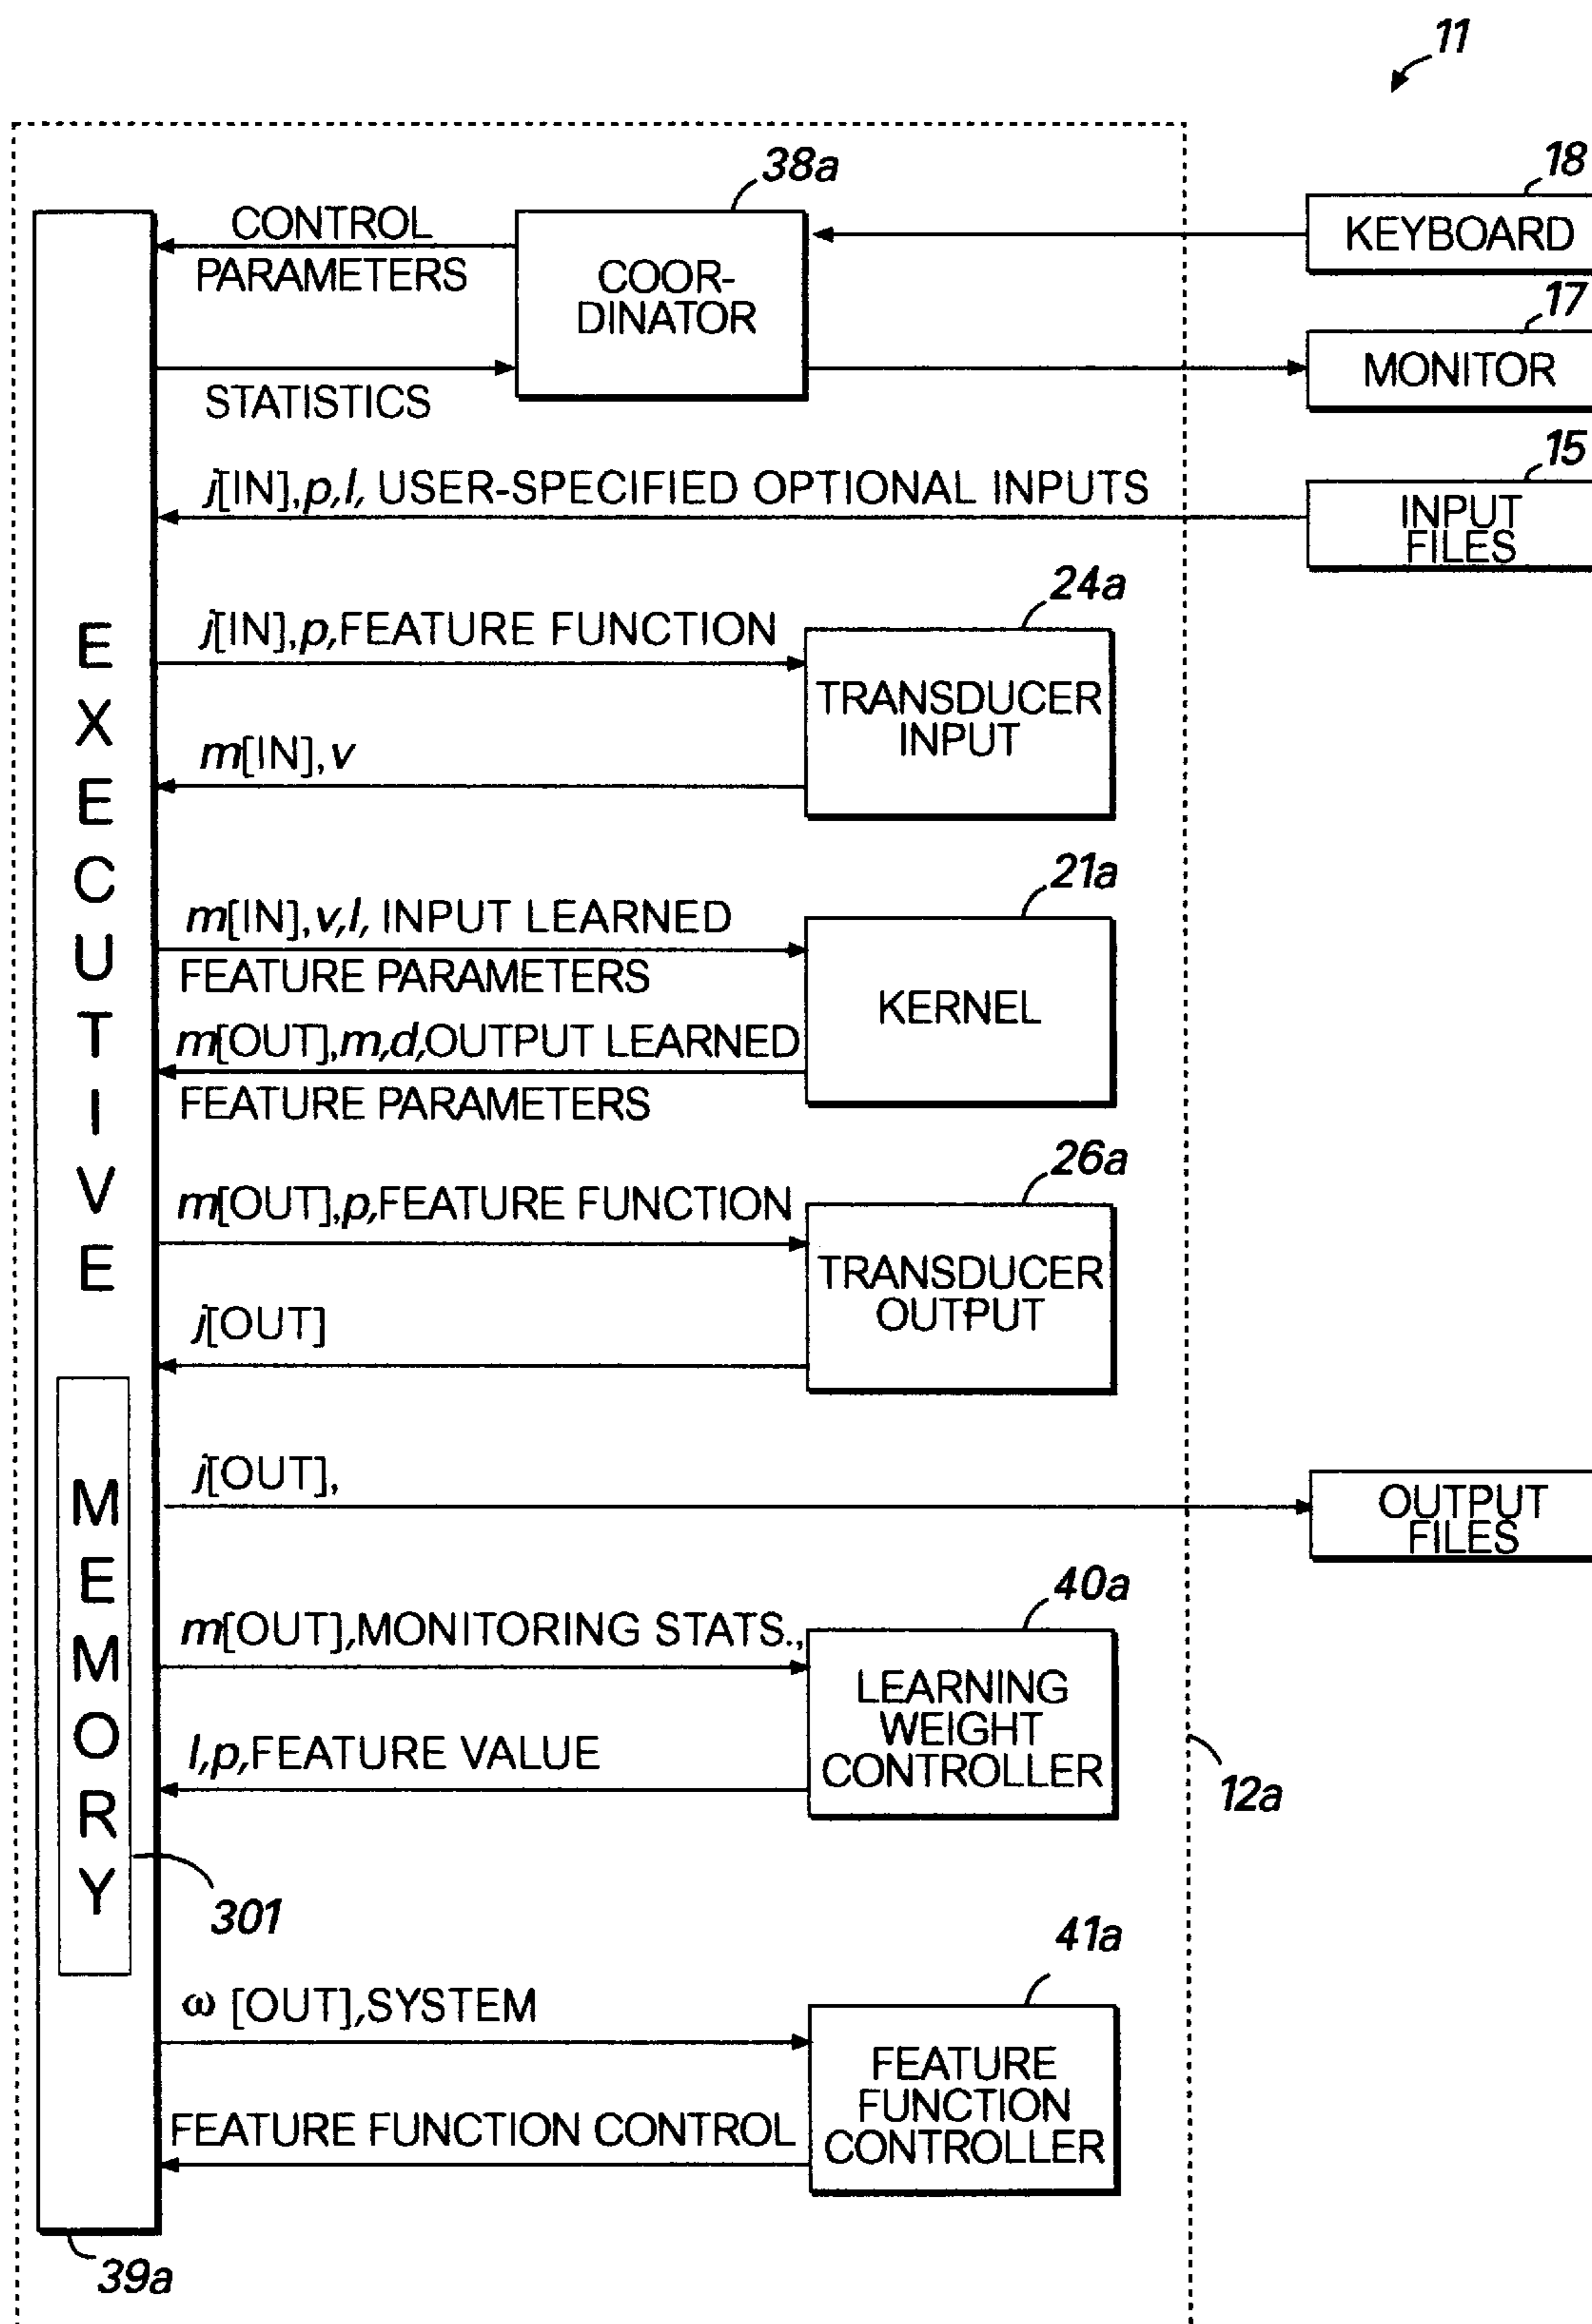 11
38a
18
CONTROL
PARAMETERS
COOR-
DINATOR
KEYBOARD
17
STATISTICS
MONITOR
15
j[IN],p,l, USER-SPECIFIED OPTIONAL INPUTS
INPUT
FILES
24a
j[IN],p,FEATURE FUNCTION
TRANSDUCER
INPUT
m[IN],v
EXECUTIVE
21a
m[IN],v,l, INPUT LEARNED
FEATURE PARAMETERS
KERNEL
m[OUT],m,d,OUTPUT LEARNED
FEATURE PARAMETERS
26a
m[OUT],p,FEATURE FUNCTION
TRANSDUCER
OUTPUT
j[OUT]
j[OUT],
OUTPUT
FILES
MEMORY
40a
m[OUT],MONITORING STATS.,
LEARNING
WEIGHT
CONTROLLER
l,p,FEATURE VALUE
12a
301
41a
ω [OUT],SYSTEM
FEATURE
FUNCTION
CONTROLLER
FEATURE FUNCTION CONTROL
39a